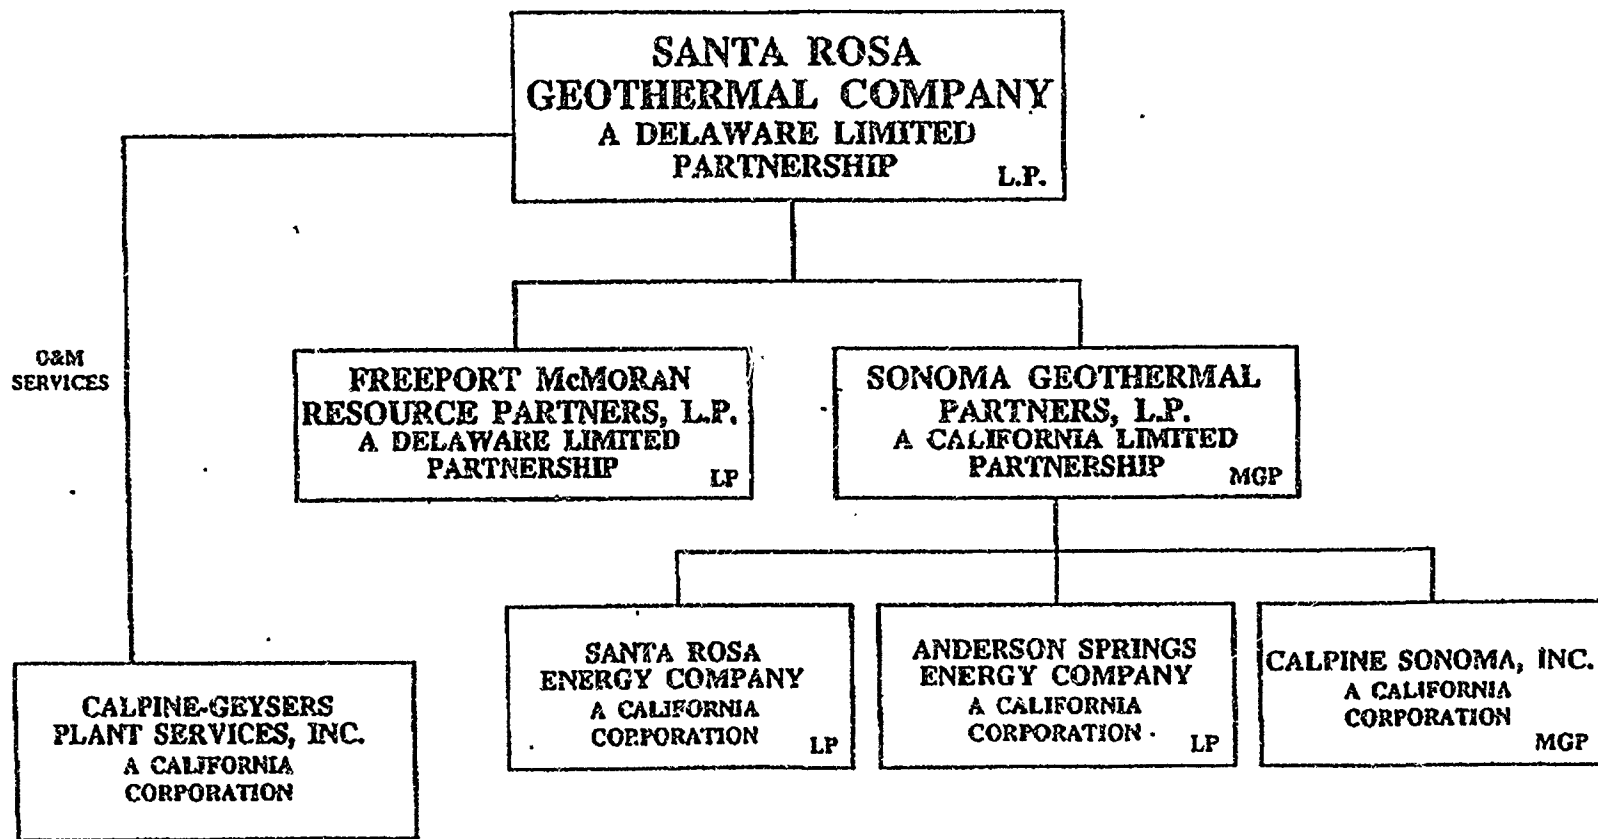 SANTA ROSA
GEOTHERMAL COMPANY
A DELAWARE LIMITED
PARTNERSHIP
L.P.
O&M
SERVICES
FREEPORT McMORAN
RESOURCE PARTNERS, L.P.
A DELAWARE LIMITED
PARTNERSHIP
LP
SONOMA GEOTHERMAL
PARTNERS, L.P.
A CALIFORNIA LIMITED
PARTNERSHIP
MGP
SANTA ROSA
ENERGY COMPANY
A CALIFORNIA
CORPORATION
LP
ANDERSON SPRINGS
ENERGY COMPANY
A CALIFORNIA
CORPORATION
LP
CALPINE SONOMA, INC.
A CALIFORNIA
CORPORATION
MGP
CALPINE-GEYSERS
PLANT SERVICES, INC.
A CALIFORNIA
CORPORATION